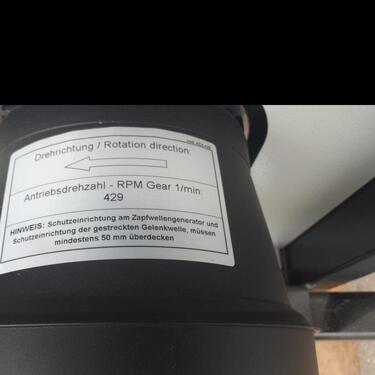 Drehrichtung / Rotation direction:
Antriebsdrehzahl - RPM Gear 1/min:
429
HINWEIS: Schutzeinrichtung am Zapfwellengenerator und
Schutzeinrichtung der gestreckten Gelenkwelle, müssen
mindestens 50 mm überdecken